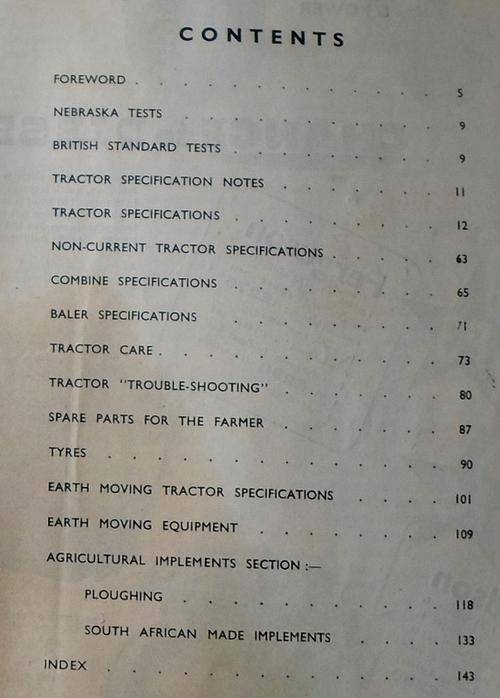 CONTENTS
FOREWORD . . . . . . . . . . 5
NEBRASKA TESTS . . . . . . . . 9
BRITISH STANDARD TESTS . . . . . . . 9
TRACTOR SPECIFICATION NOTES . . . . . . 11
TRACTOR SPECIFICATIONS . . . . . . . 12
NON-CURRENT TRACTOR SPECIFICATIONS . . . . 63
COMBINE SPECIFICATIONS . . . . . . . 65
BALER SPECIFICATIONS . . . . . . . 71
TRACTOR CARE . . . . . . . . . 73
TRACTOR "TROUBLE-SHOOTING" . . . . . . 80
SPARE PARTS FOR THE FARMER . . . . . . 87
TYRES . . . . . . . . . . 90
EARTH MOVING TRACTOR SPECIFICATIONS . . . . 101
EARTH MOVING EQUIPMENT . . . . . . . 109
AGRICULTURAL IMPLEMENTS SECTION :—
PLOUGHING . . . . . . . . 118
SOUTH AFRICAN MADE IMPLEMENTS . . . . 133
INDEX . . . . . . . . . . 143